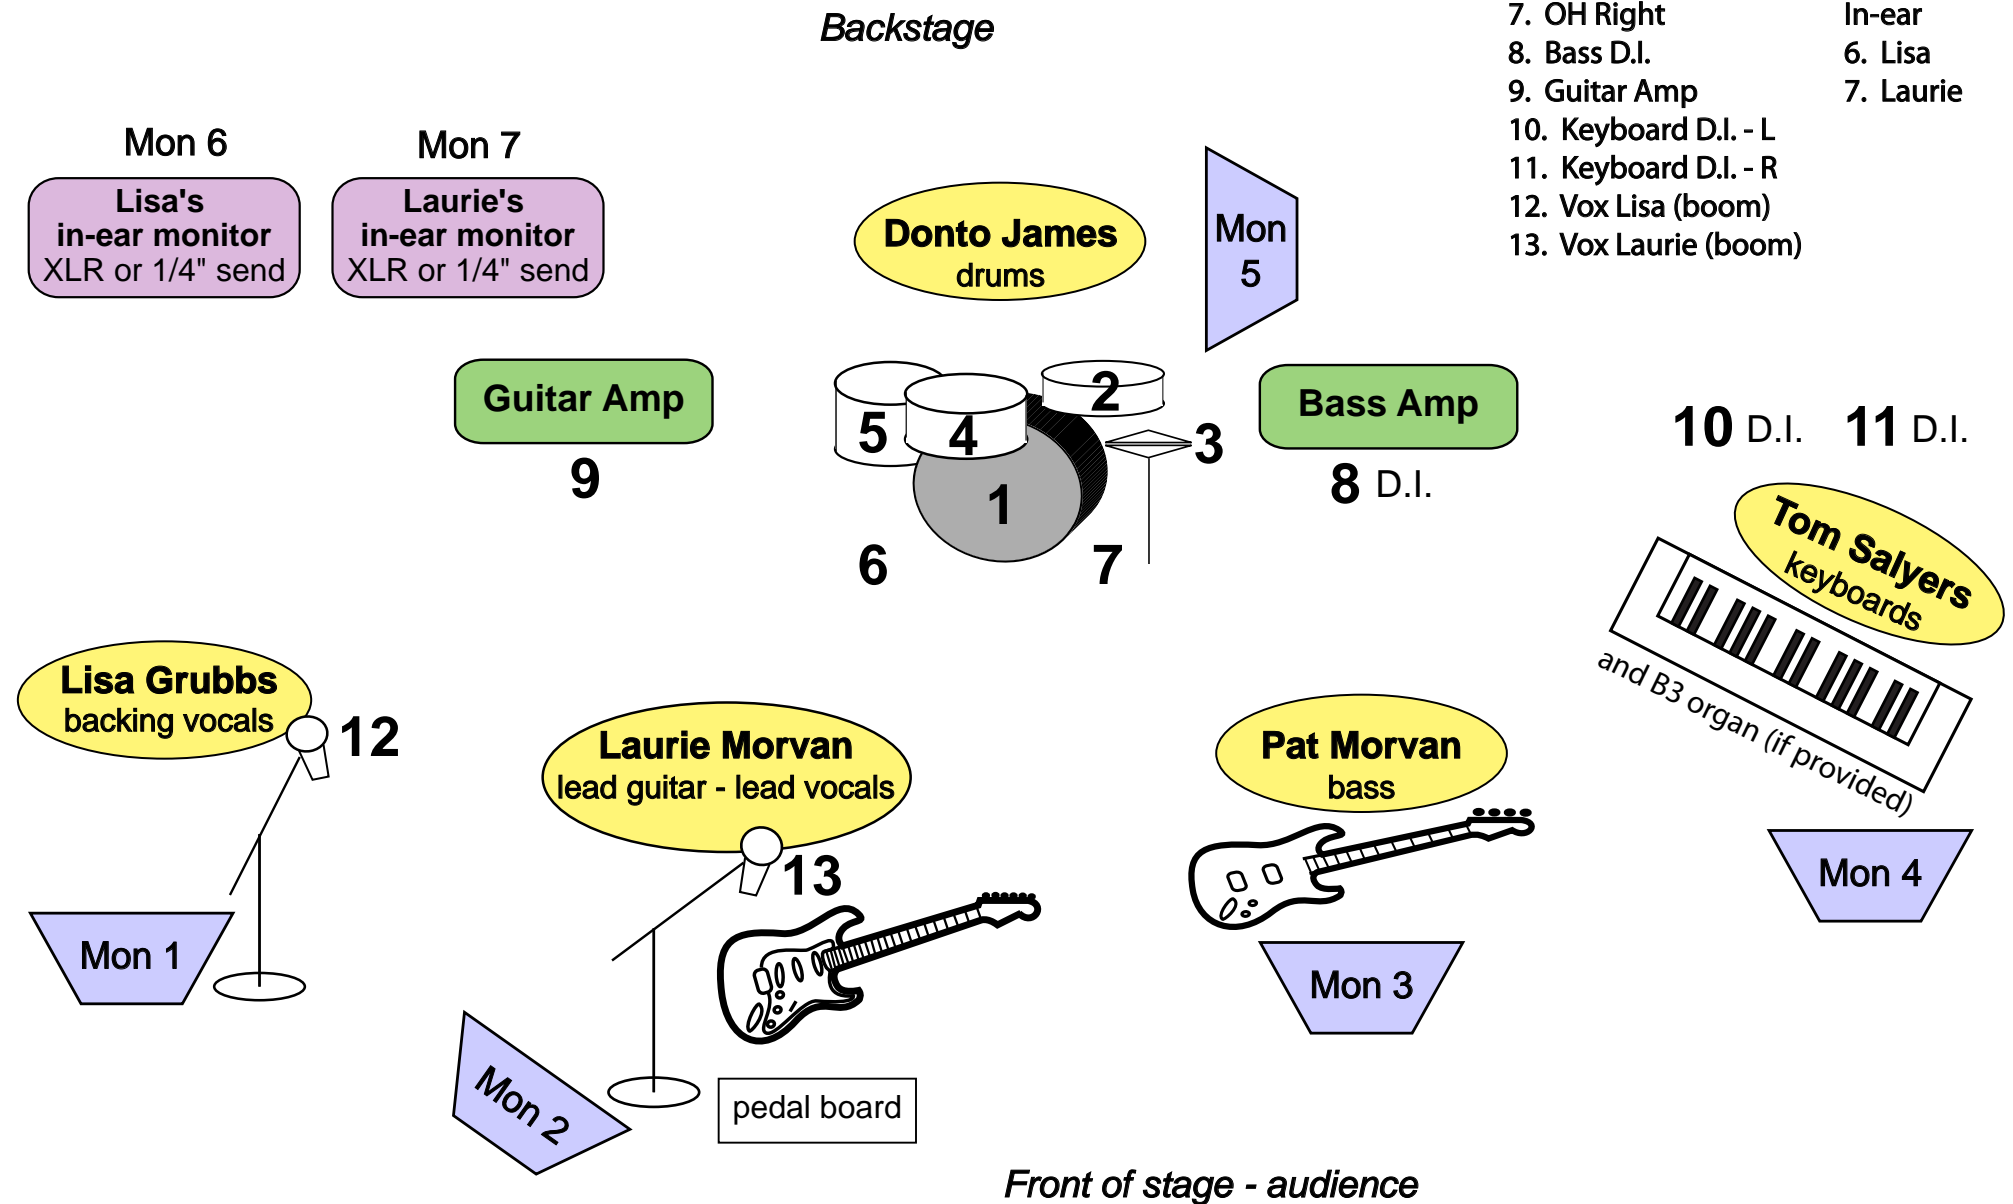 Backstage
7. OH Right
8. Bass D.I.
9. Guitar Amp
10. Keyboard D.I. - L
11. Keyboard D.I. - R
12. Vox Lisa (boom)
13. Vox Laurie (boom)
In-ear
6. Lisa
7. Laurie
Mon 6
Lisa's
in-ear monitor
XLR or 1/4" send
Mon 7
Laurie's
in-ear monitor
XLR or 1/4" send
Donto James
drums
Mon
5
Guitar Amp
9
5
4
2
3
1
6
7
Bass Amp
8 D.I.
10 D.I.
11 D.I.
Tom Salyers
keyboards
and B3 organ (if provided)
Mon 4
Lisa Grubbs
backing vocals
12
Mon 1
Laurie Morvan
lead guitar - lead vocals
13
Mon 2
pedal board
Pat Morvan
bass
Mon 3
Front of stage - audience